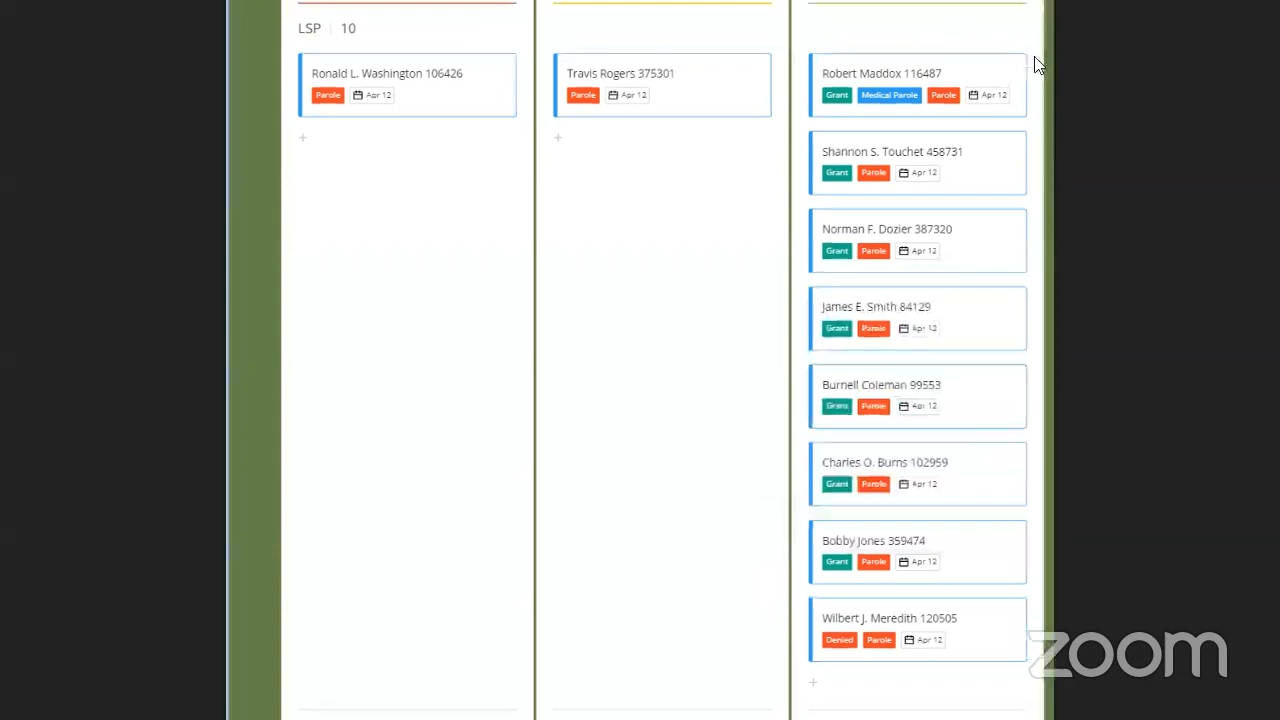 LSP 10
Ronald L. Washington 106426
Parole Apr 12
+
Travis Rogers 375301
Parole Apr 12
+
Robert Maddox 116487
Grant Medical Parole Parole Apr 12
Shannon S. Touchet 458731
Grant Parole Apr 12
Norman F. Dozier 387320
Grant Parole Apr 12
James E. Smith 84129
Grant Parole Apr 12
Burnell Coleman 99553
Grant Parole Apr 12
Charles O. Burns 102959
Grant Parole Apr 12
Bobby Jones 359474
Grant Parole Apr 12
Wilbert J. Meredith 120505
Denied Parole Apr 12
+
zoom